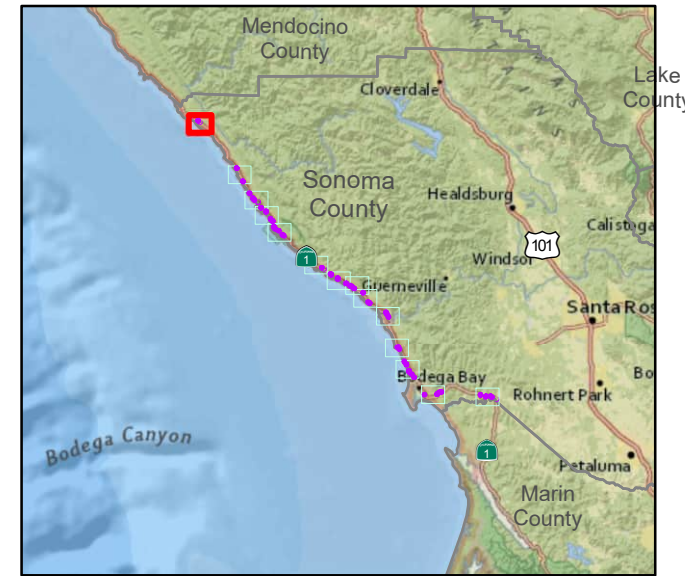 Mendocino
County
Lake
County
Cloverdale
Sonoma
County
Healdsburg
Calistoga
101
Windsor
1
Guerneville
Santa Ros
Bodega Bay
Bo
Rohnert Park
Bodega Canyon
1
Petaluma
Marin
County